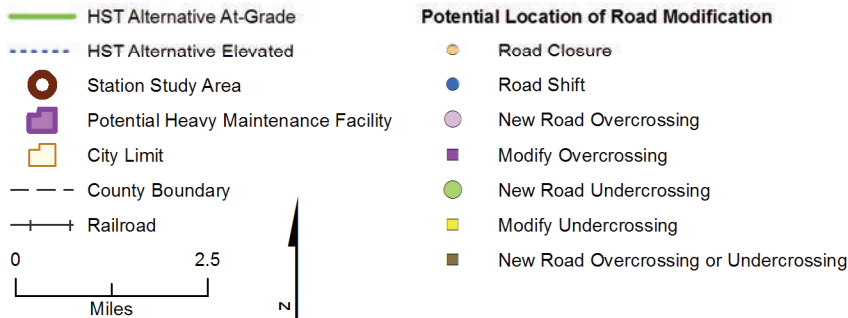 HST Alternative At-Grade
HST Alternative Elevated
Station Study Area
Potential Heavy Maintenance Facility
City Limit
County Boundary
Railroad
0 2.5
Miles
N
Potential Location of Road Modification
Road Closure
Road Shift
New Road Overcrossing
Modify Overcrossing
New Road Undercrossing
Modify Undercrossing
New Road Overcrossing or Undercrossing